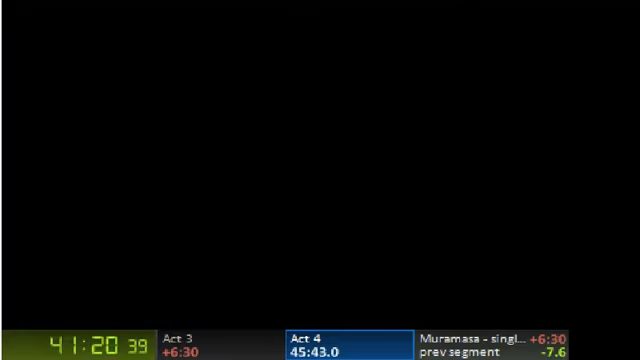 41:20 39
Act 3
+6:30
Act 4
45:43.0
Muramasa - singl... +6:30
prev segment -7.6